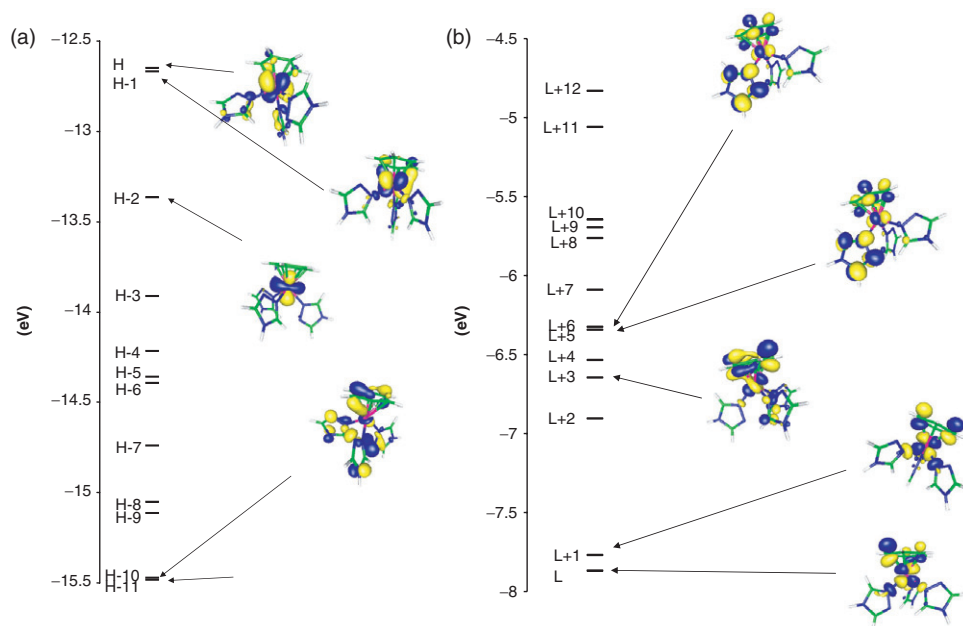 (a)
−12.5
−13
−13.5
−14
−14.5
−15
−15.5
(eV)
H
H-1
H-2
H-3
H-4
H-5
H-6
H-7
H-8
H-9
H-10
H-11
(b)
−4.5
−5
−5.5
−6
−6.5
−7
−7.5
−8
(eV)
L+12
L+11
L+10
L+9
L+8
L+7
L+6
L+5
L+4
L+3
L+2
L+1
L